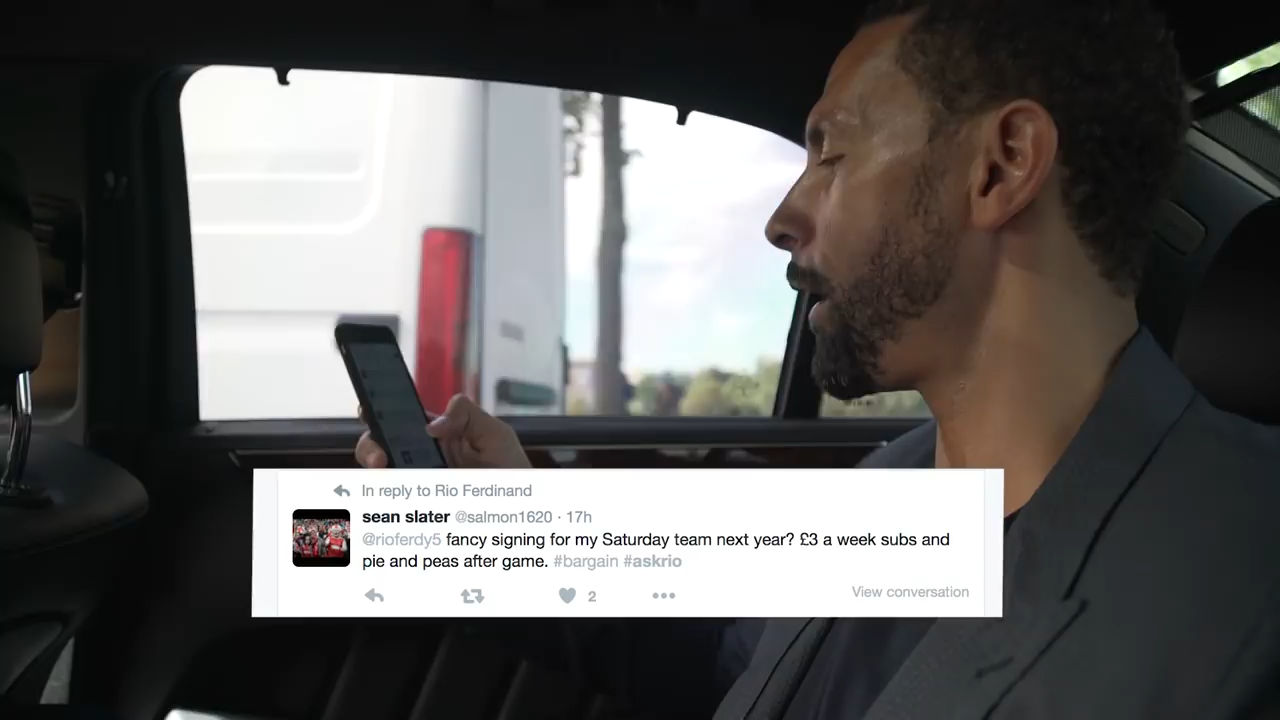 In reply to Rio Ferdinand
sean slater @salmon1620 · 17h
@rioferdy5 fancy signing for my Saturday team next year? £3 a week subs and
pie and peas after game. #bargain #askrio
2
View conversation